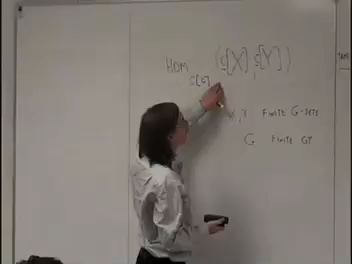 HOM C[G] (C[X], C[Y])
X, Y FINITE G-SETS
G FINITE GP